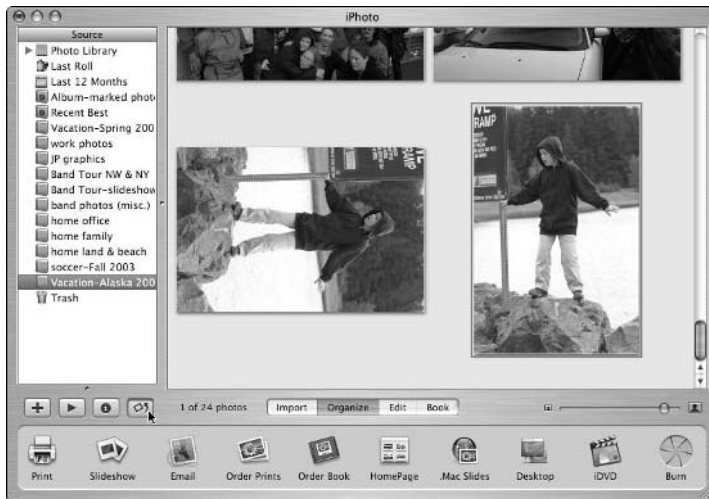 iPhoto
Source
Photo Library
Last Roll
Last 12 Months
Album-marked phot
Recent Best
Vacation-Spring 200
work photos
JP graphics
Band Tour NW & NY
Band Tour-slideshow
band photos (misc.)
home office
home family
home land & beach
soccer-Fall 2003
Vacation-Alaska 200
Trash
RAMP
1 of 24 photos
Import Organize Edit Book
Print Slideshow Email Order Prints Order Book HomePage .Mac Slides Desktop iDVD Burn